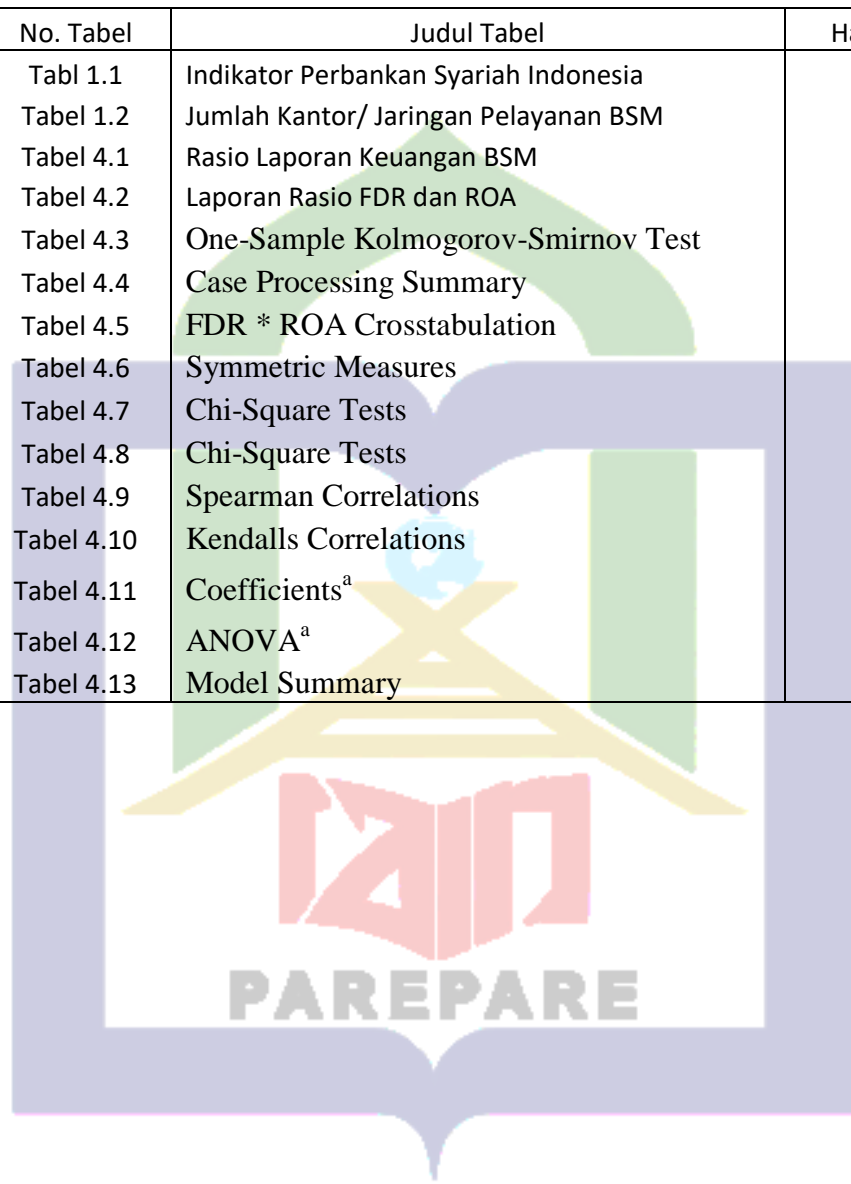 No. Tabel Judul Tabel Ha
Tabl 1.1 Indikator Perbankan Syariah Indonesia
Tabel 1.2 Jumlah Kantor/ Jaringan Pelayanan BSM
Tabel 4.1 Rasio Laporan Keuangan BSM
Tabel 4.2 Laporan Rasio FDR dan ROA
Tabel 4.3 One-Sample Kolmogorov-Smirnov Test
Tabel 4.4 Case Processing Summary
Tabel 4.5 FDR * ROA Crosstabulation
Tabel 4.6 Symmetric Measures
Tabel 4.7 Chi-Square Tests
Tabel 4.8 Chi-Square Tests
Tabel 4.9 Spearman Correlations
Tabel 4.10 Kendalls Correlations
Tabel 4.11 Coefficientsᵃ
Tabel 4.12 ANOVAᵃ
Tabel 4.13 Model Summary
iain
PAREPARE